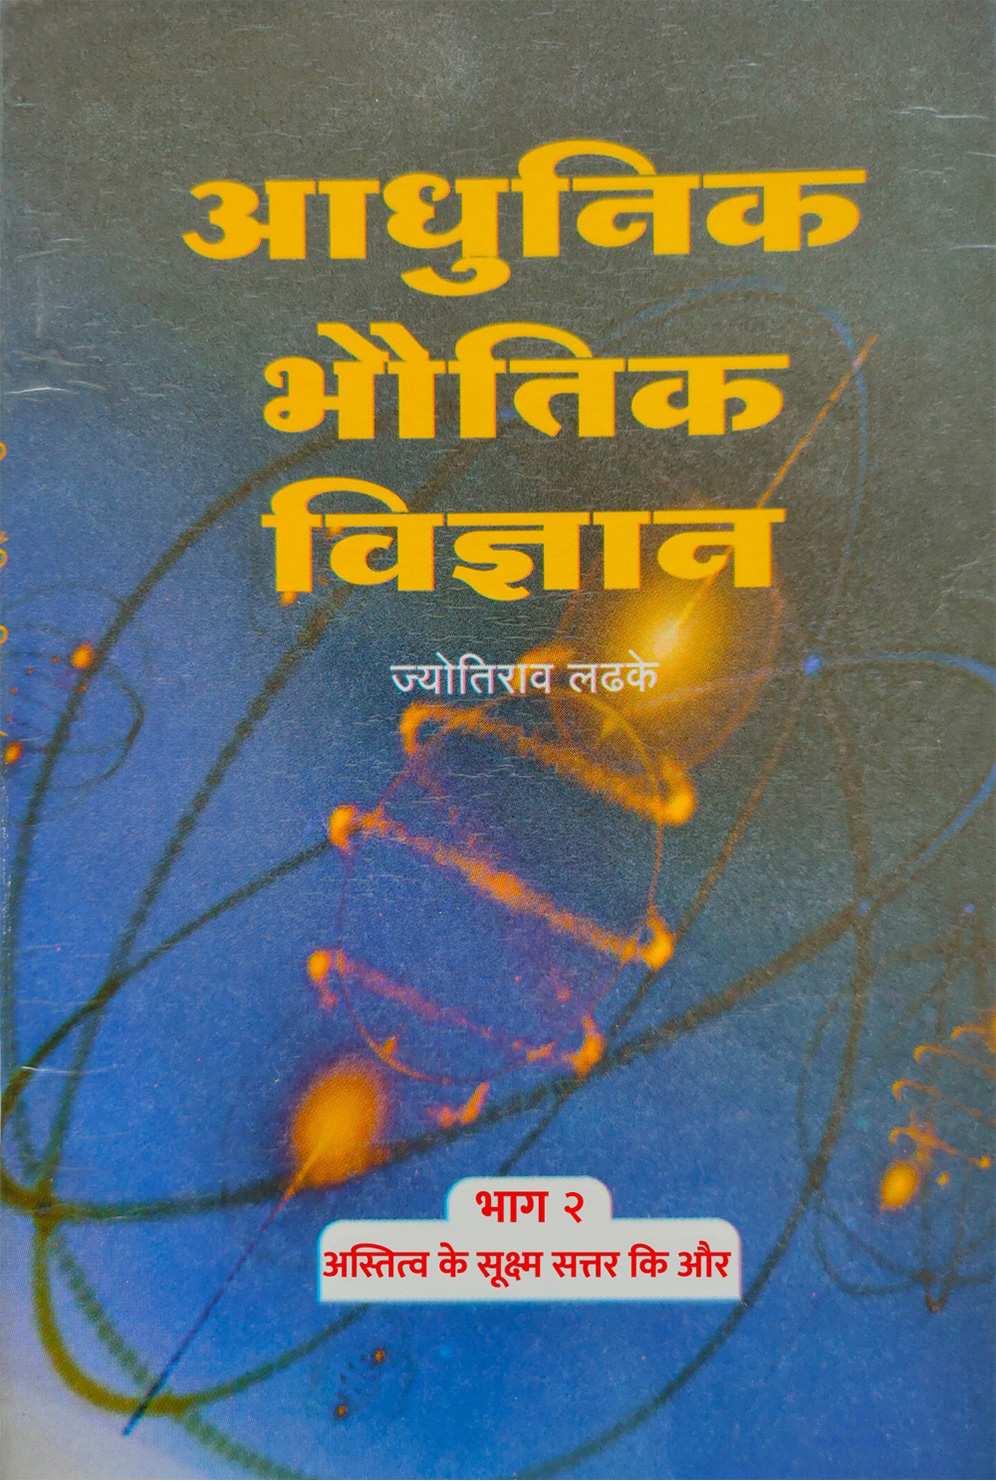 आधुनिक
भौतिक
विज्ञान
ज्योतिराव लढके
भाग २
अस्तित्व के सूक्ष्म सत्तर कि और